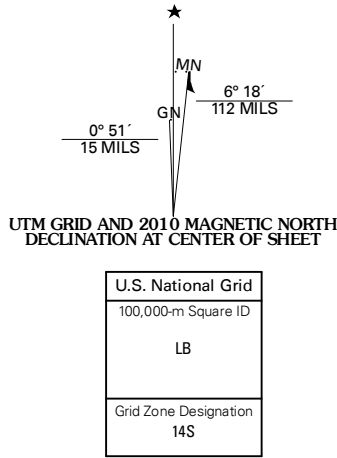 MN
GN
6° 18´
112 MILS
0° 51´
15 MILS
UTM GRID AND 2010 MAGNETIC NORTH
DECLINATION AT CENTER OF SHEET
U.S. National Grid
100,000-m Square ID
LB
Grid Zone Designation
14S